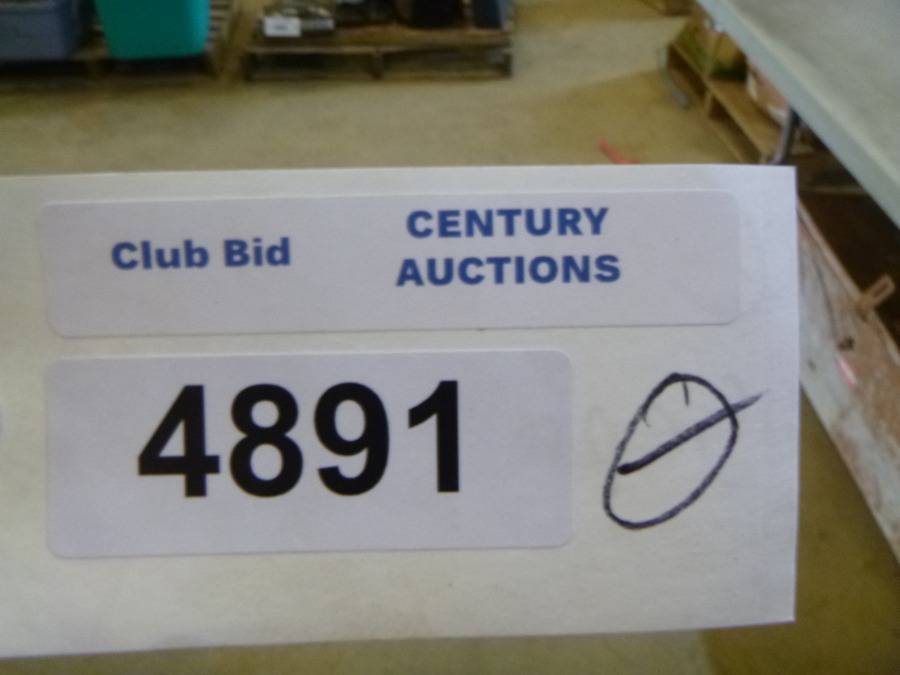 Club Bid
CENTURY
AUCTIONS
4891